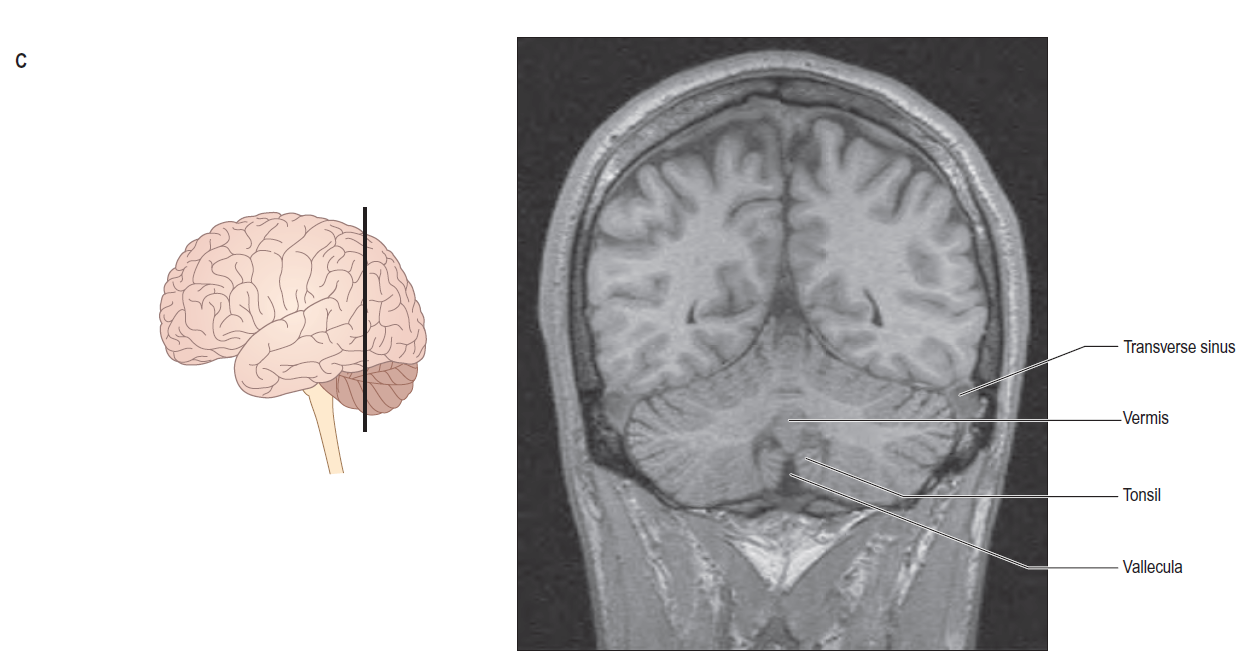 C
Transverse sinus
Vermis
Tonsil
Vallecula